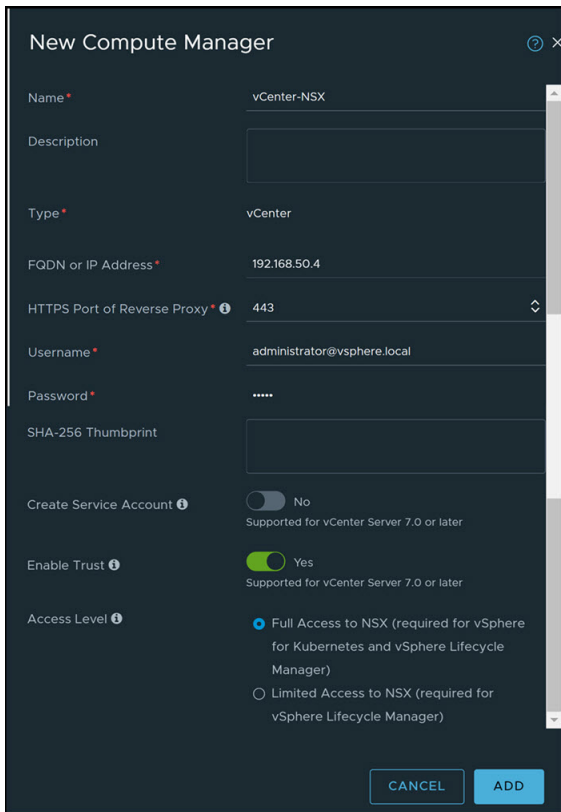 New Compute Manager
Name*
vCenter-NSX
Description
Type*
vCenter
FQDN or IP Address*
192.168.50.4
HTTPS Port of Reverse Proxy*
443
Username*
administrator@vsphere.local
Password*
•••••
SHA-256 Thumbprint
Create Service Account
No
Supported for vCenter Server 7.0 or later
Enable Trust
Yes
Supported for vCenter Server 7.0 or later
Access Level
Full Access to NSX (required for vSphere
for Kubernetes and vSphere Lifecycle
Manager)
Limited Access to NSX (required for
vSphere Lifecycle Manager)
CANCEL
ADD